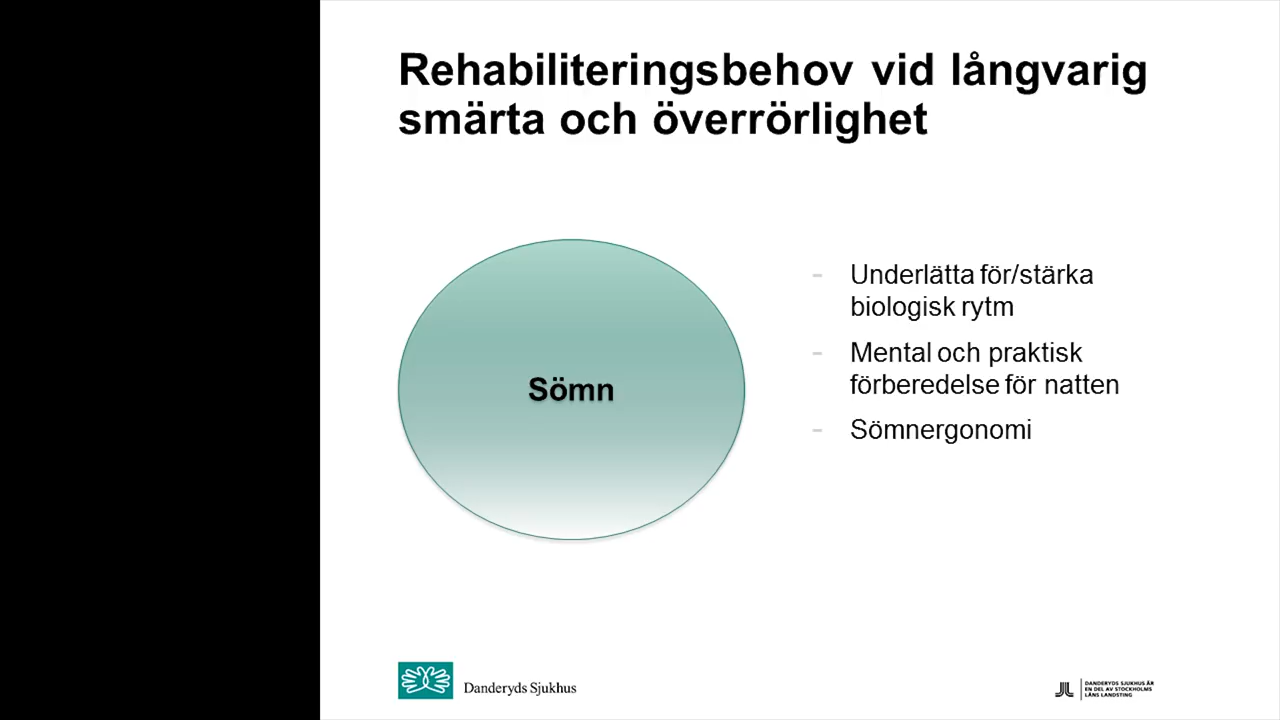 Rehabiliteringsbehov vid långvarig
smärta och överrörlighet
Sömn
- Underlätta för/stärka
biologisk rytm
- Mental och praktisk
förberedelse för natten
- Sömnergonomi
Danderyds Sjukhus
DANDERYDS SJUKHUS ÄR
EN DEL AV STOCKHOLMS
LÄNS LANDSTING